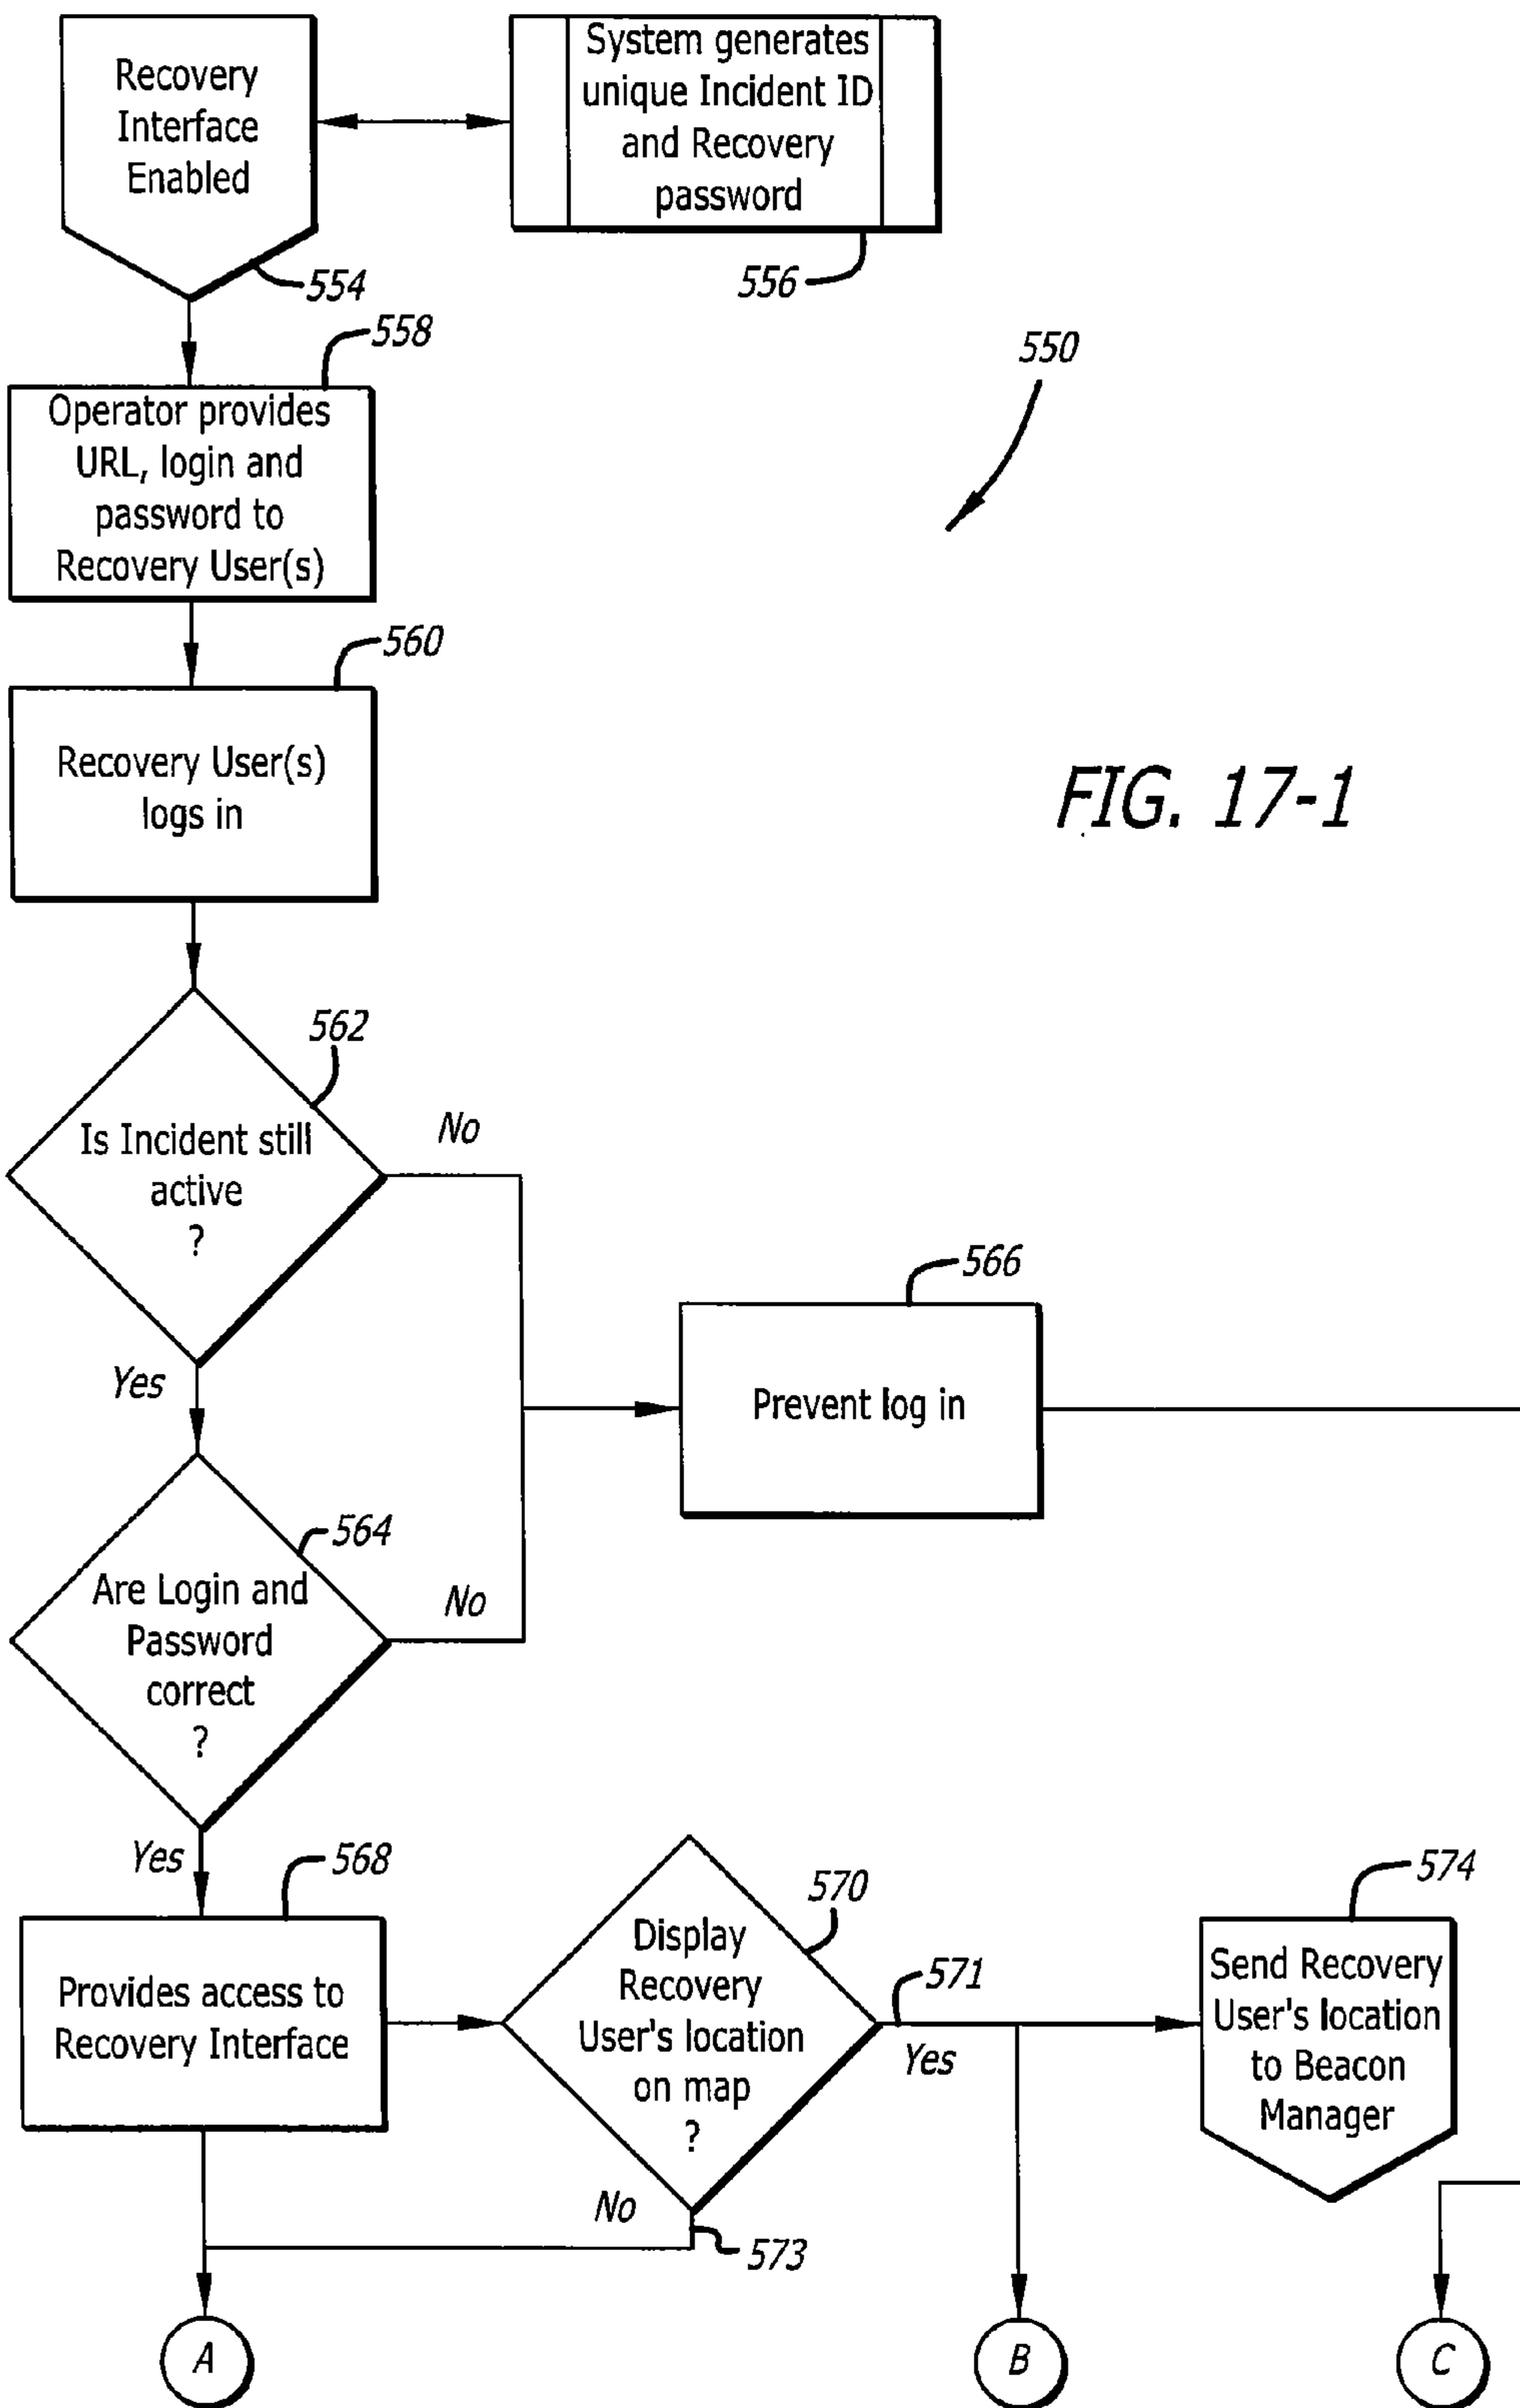 Recovery
Interface
Enabled
System generates
unique Incident ID
and Recovery
password
554
556
558
550
Operator provides
URL, login and
password to
Recovery User(s)
560
Recovery User(s)
logs in
FIG. 17-1
562
Is Incident still
active
?
No
Yes
566
Prevent log in
564
Are Login and
Password
correct
?
No
Yes
568
Provides access to
Recovery Interface
570
Display
Recovery
User's location
on map
?
571
Yes
574
Send Recovery
User's location
to Beacon
Manager
No
573
A
B
C